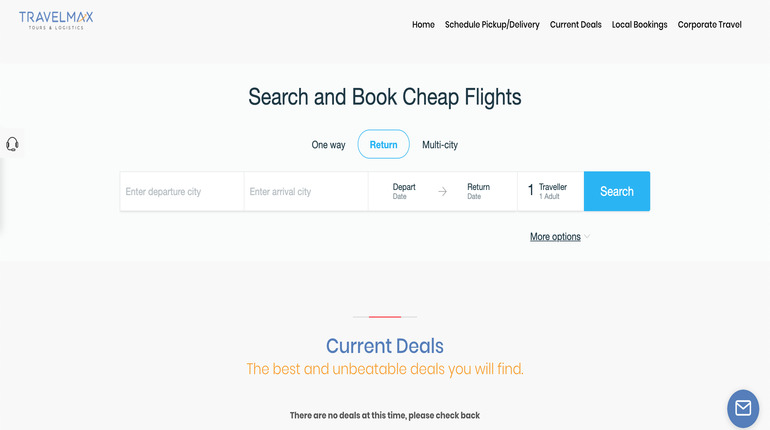 TRAVELMAX
TOURS & LOGISTICS
Home Schedule Pickup/Delivery Current Deals Local Bookings Corporate Travel
Search and Book Cheap Flights
One way Return Multi-city
Enter departure city Enter arrival city Depart Return 1 Traveller Search
Date Date 1 Adult
More options
Current Deals
The best and unbeatable deals you will find.
There are no deals at this time, please check back